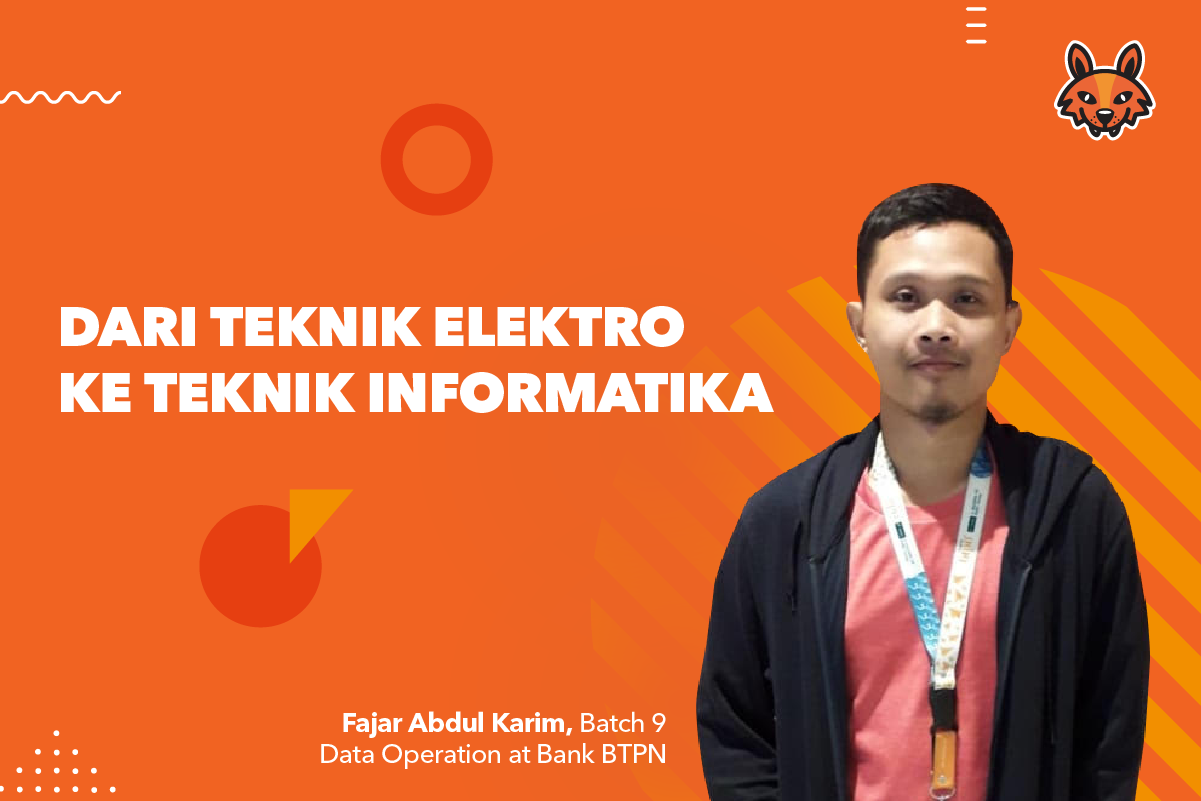 DARI TEKNIK ELEKTRO
KE TEKNIK INFORMATIKA
Fajar Abdul Karim, Batch 9
Data Operation at Bank BTPN